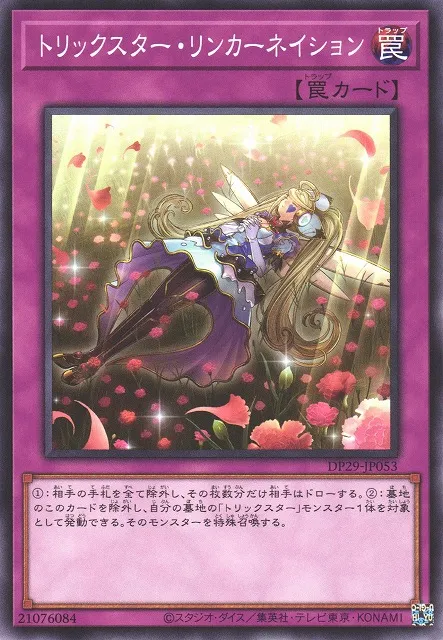 トリックスター・リンカーネイション
トラップ
罠
【罠カード】
トラップ
DP29-JP053
①：相手の手札を全て除外し、その枚数分だけ相手はドローする。②：墓地
のこのカードを除外し、自分の墓地の「トリックスター」モンスター1体を対象
として発動できる。そのモンスターを特殊召喚する。
21076084
©スタジオ・ダイス／集英社・テレビ東京・KONAMI